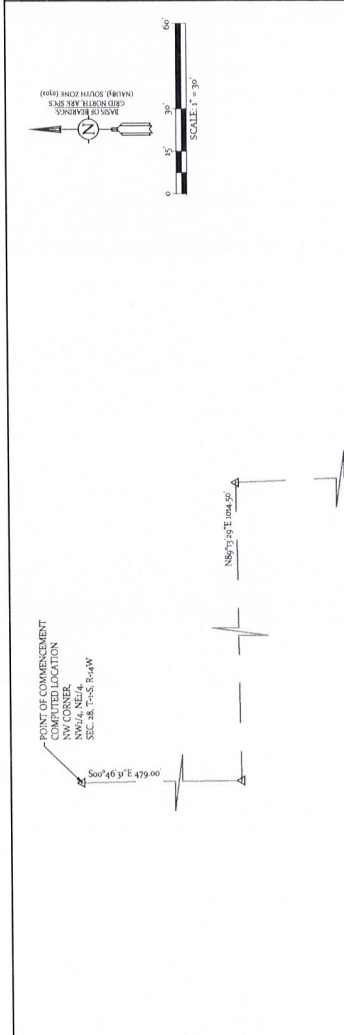 POINT OF COMMENCEMENT
COMPUTED LOCATION
NW CORNER,
NW1/4, NE1/4,
SEC. 28, T-1-S, R-14W
S00°46'31"E 479.00'
N89°13'29"E 1014.50'
BASIS OF BEARINGS:
GRID NORTH, ARK SPCS
(NAD83), SOUTH ZONE (0302)
N
0 15' 30' 60'
SCALE: 1" = 30'